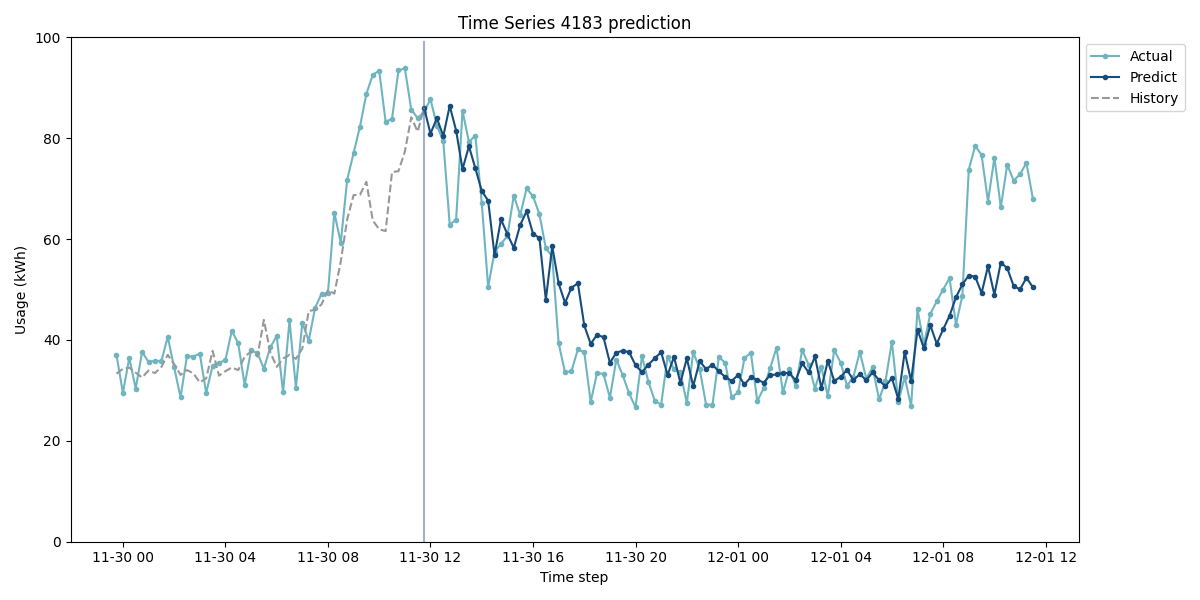 Time Series 4183 prediction
100
80
60
40
20
0
Usage (kWh)
11-30 00
11-30 04
11-30 08
11-30 12
11-30 16
11-30 20
12-01 00
12-01 04
12-01 08
12-01 12
Time step
Actual
Predict
History